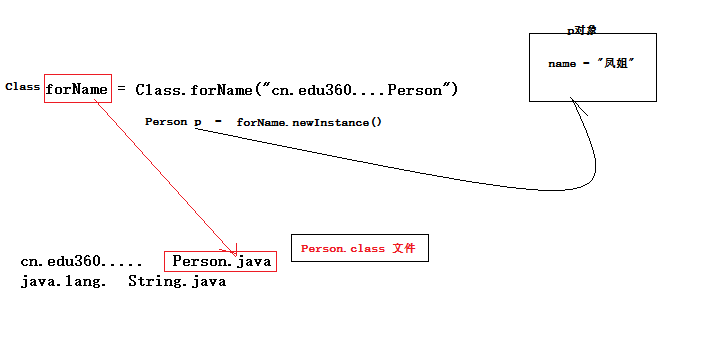 p对象
name = "凤姐"
Class forName = Class.forName("cn.edu360....Person")
Person p = forName.newInstance()
Person.class 文件
cn.edu360..... Person.java
java.lang. String.java